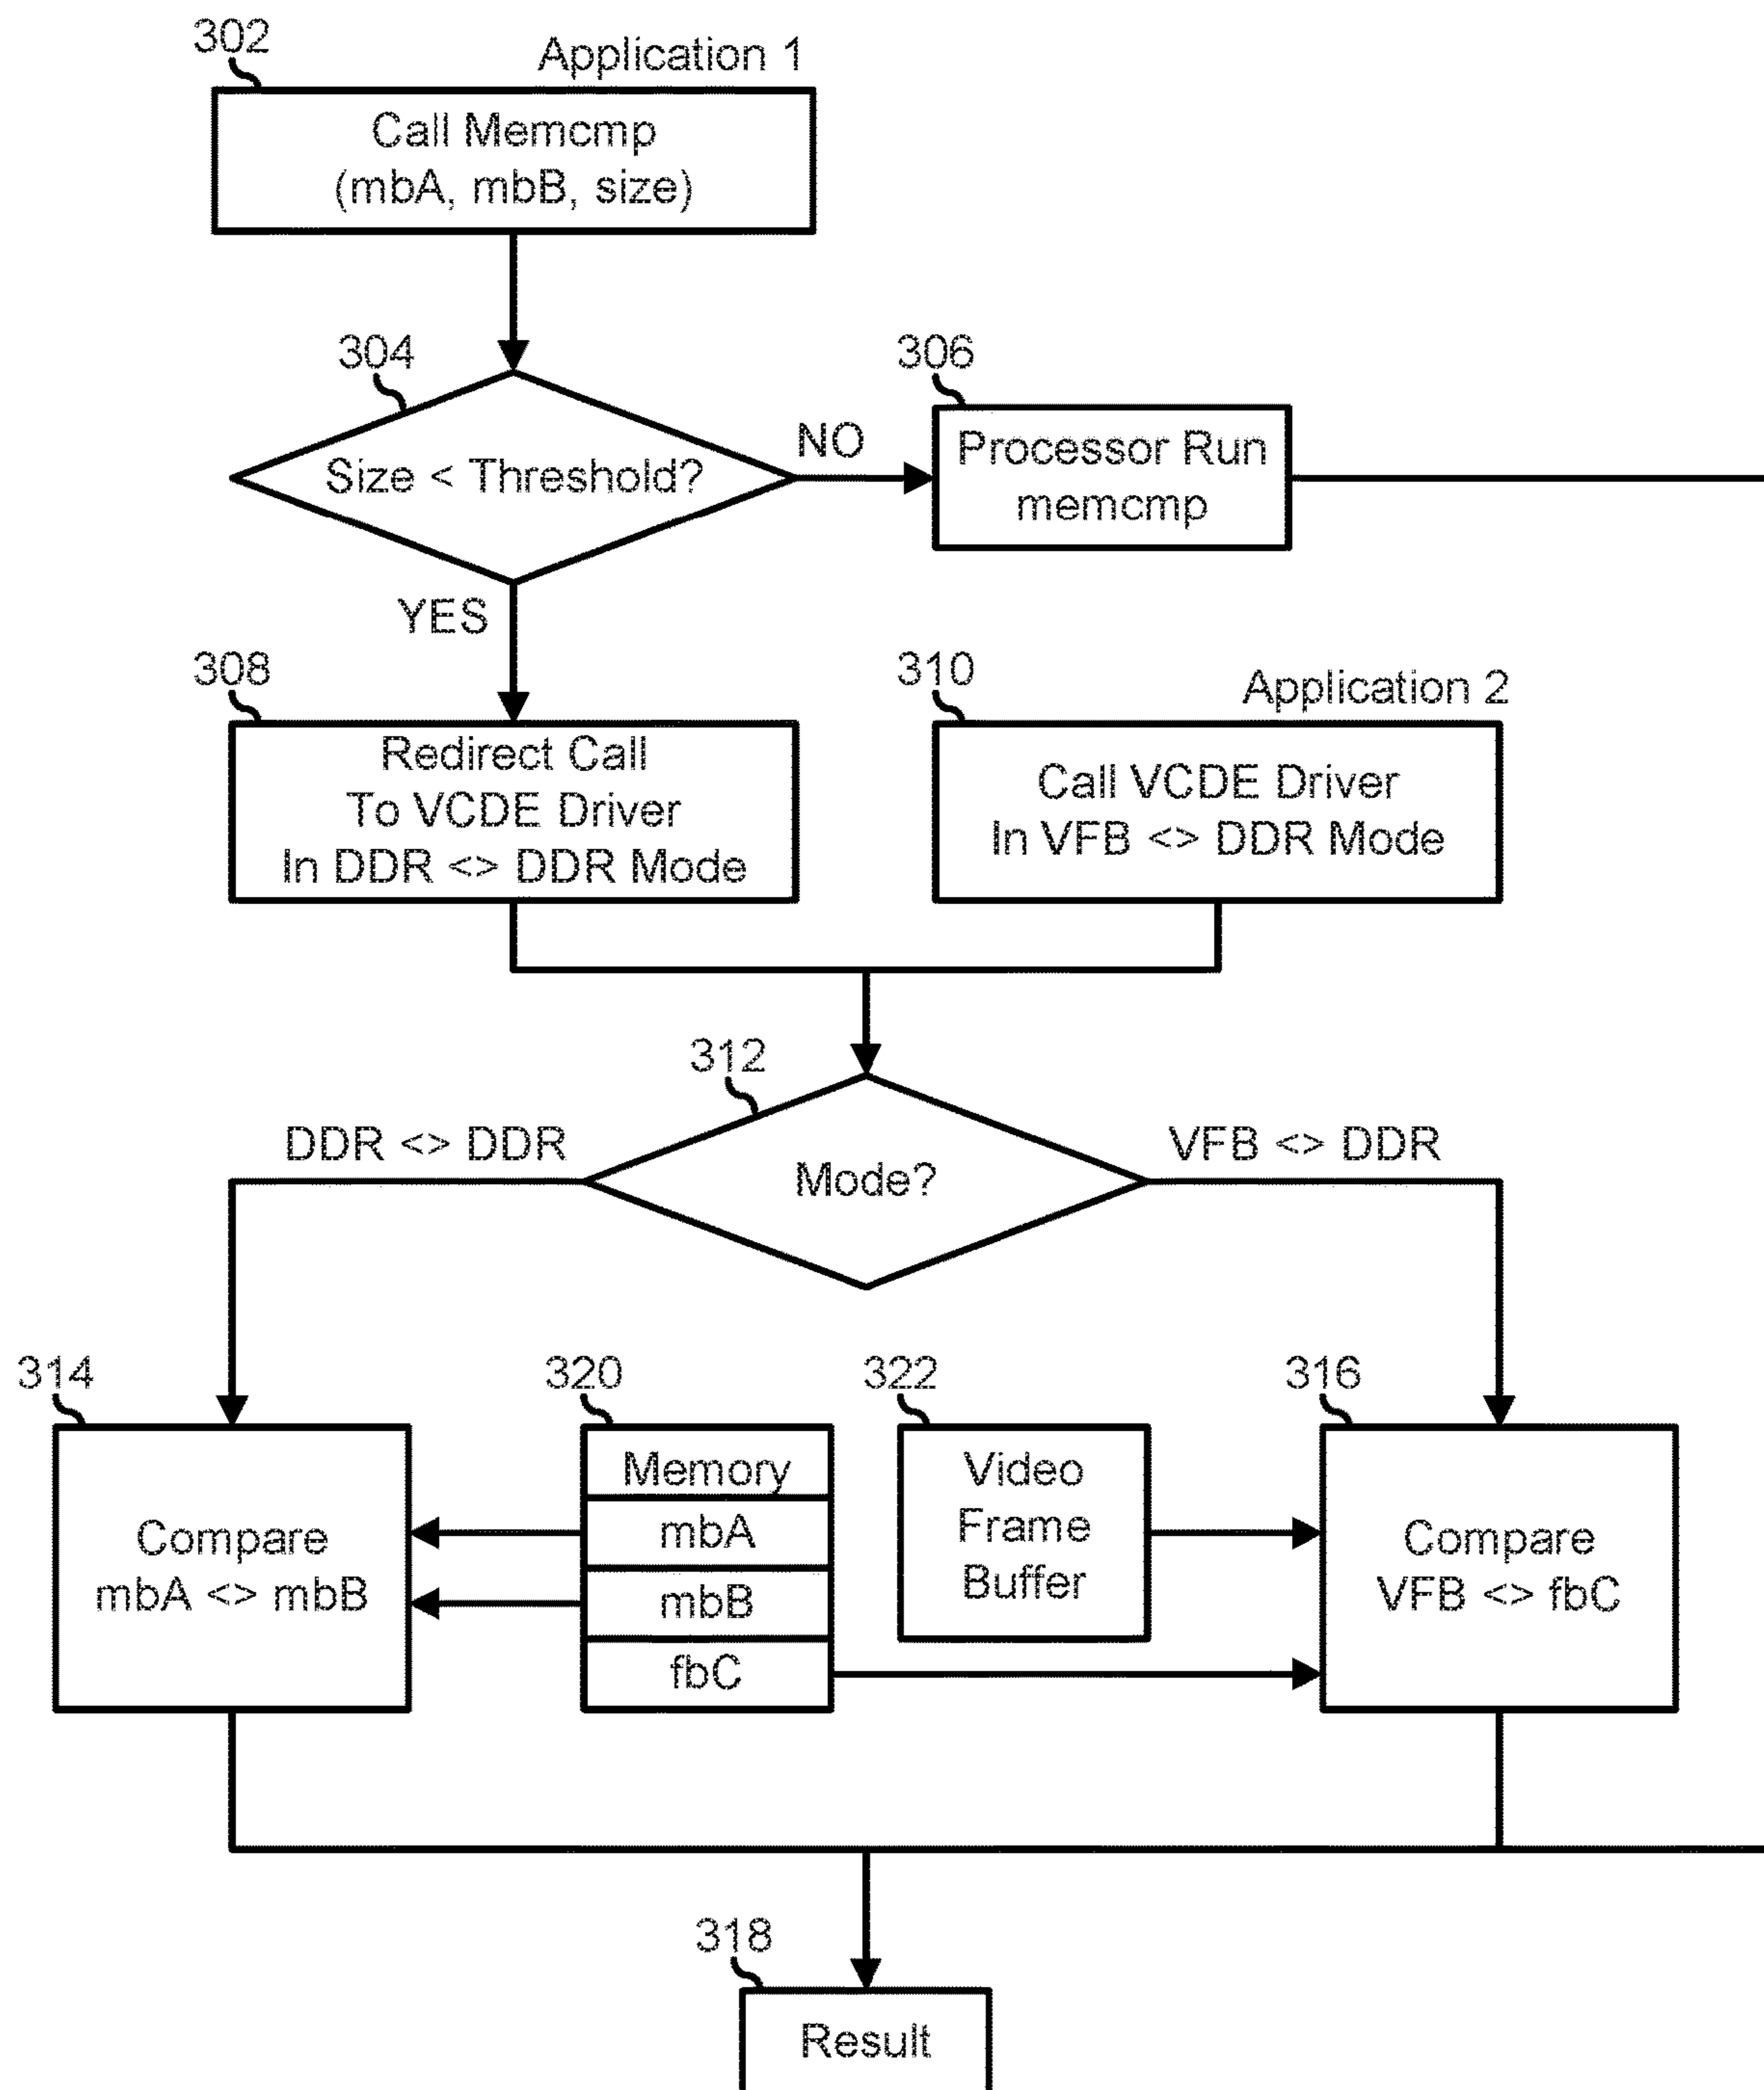 302
Application 1
Call Memcmp
(mbA, mbB, size)
304
Size < Threshold?
NO
306
Processor Run
memcmp
YES
308
Redirect Call
To VCDE Driver
In DDR <> DDR Mode
310
Application 2
Call VCDE Driver
In VFB <> DDR Mode
312
Mode?
DDR <> DDR
VFB <> DDR
314
Compare
mbA <> mbB
320
Memory
mbA
mbB
fbC
322
Video
Frame
Buffer
316
Compare
VFB <> fbC
318
Result